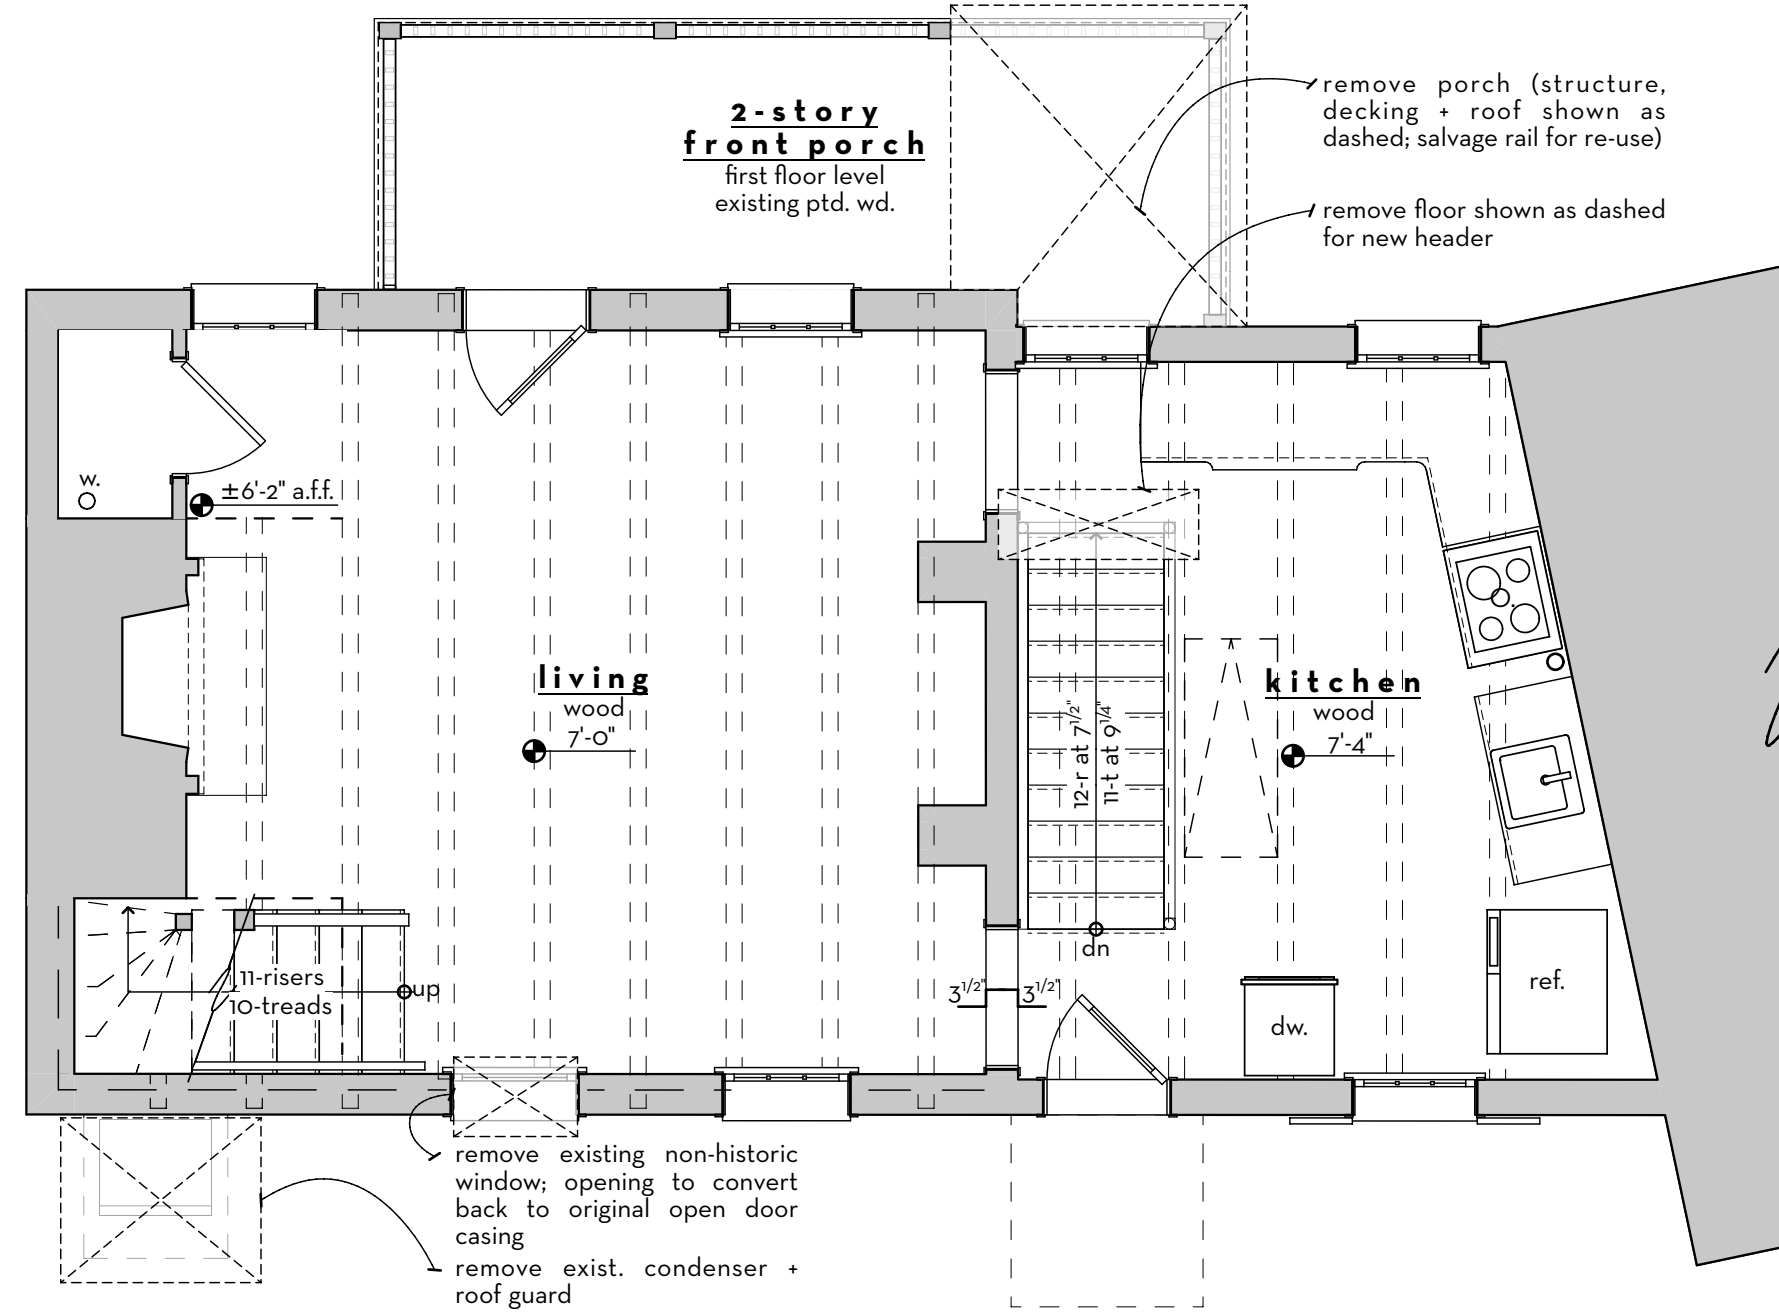 2-story
front porch
first floor level
existing ptd. wd.
remove porch (structure,
decking + roof shown as
dashed; salvage rail for re-use)
remove floor shown as dashed
for new header
w.
±6'-2" a.f.f.
living
wood
7'-0"
12-r at 7 1/2"
11-t at 9 1/4"
kitchen
wood
7'-4"
dn
11-risers
10-treads
up
3 1/2"
3 1/2"
dw.
ref.
remove existing non-historic
window; opening to convert
back to original open door
casing
remove exist. condenser +
roof guard